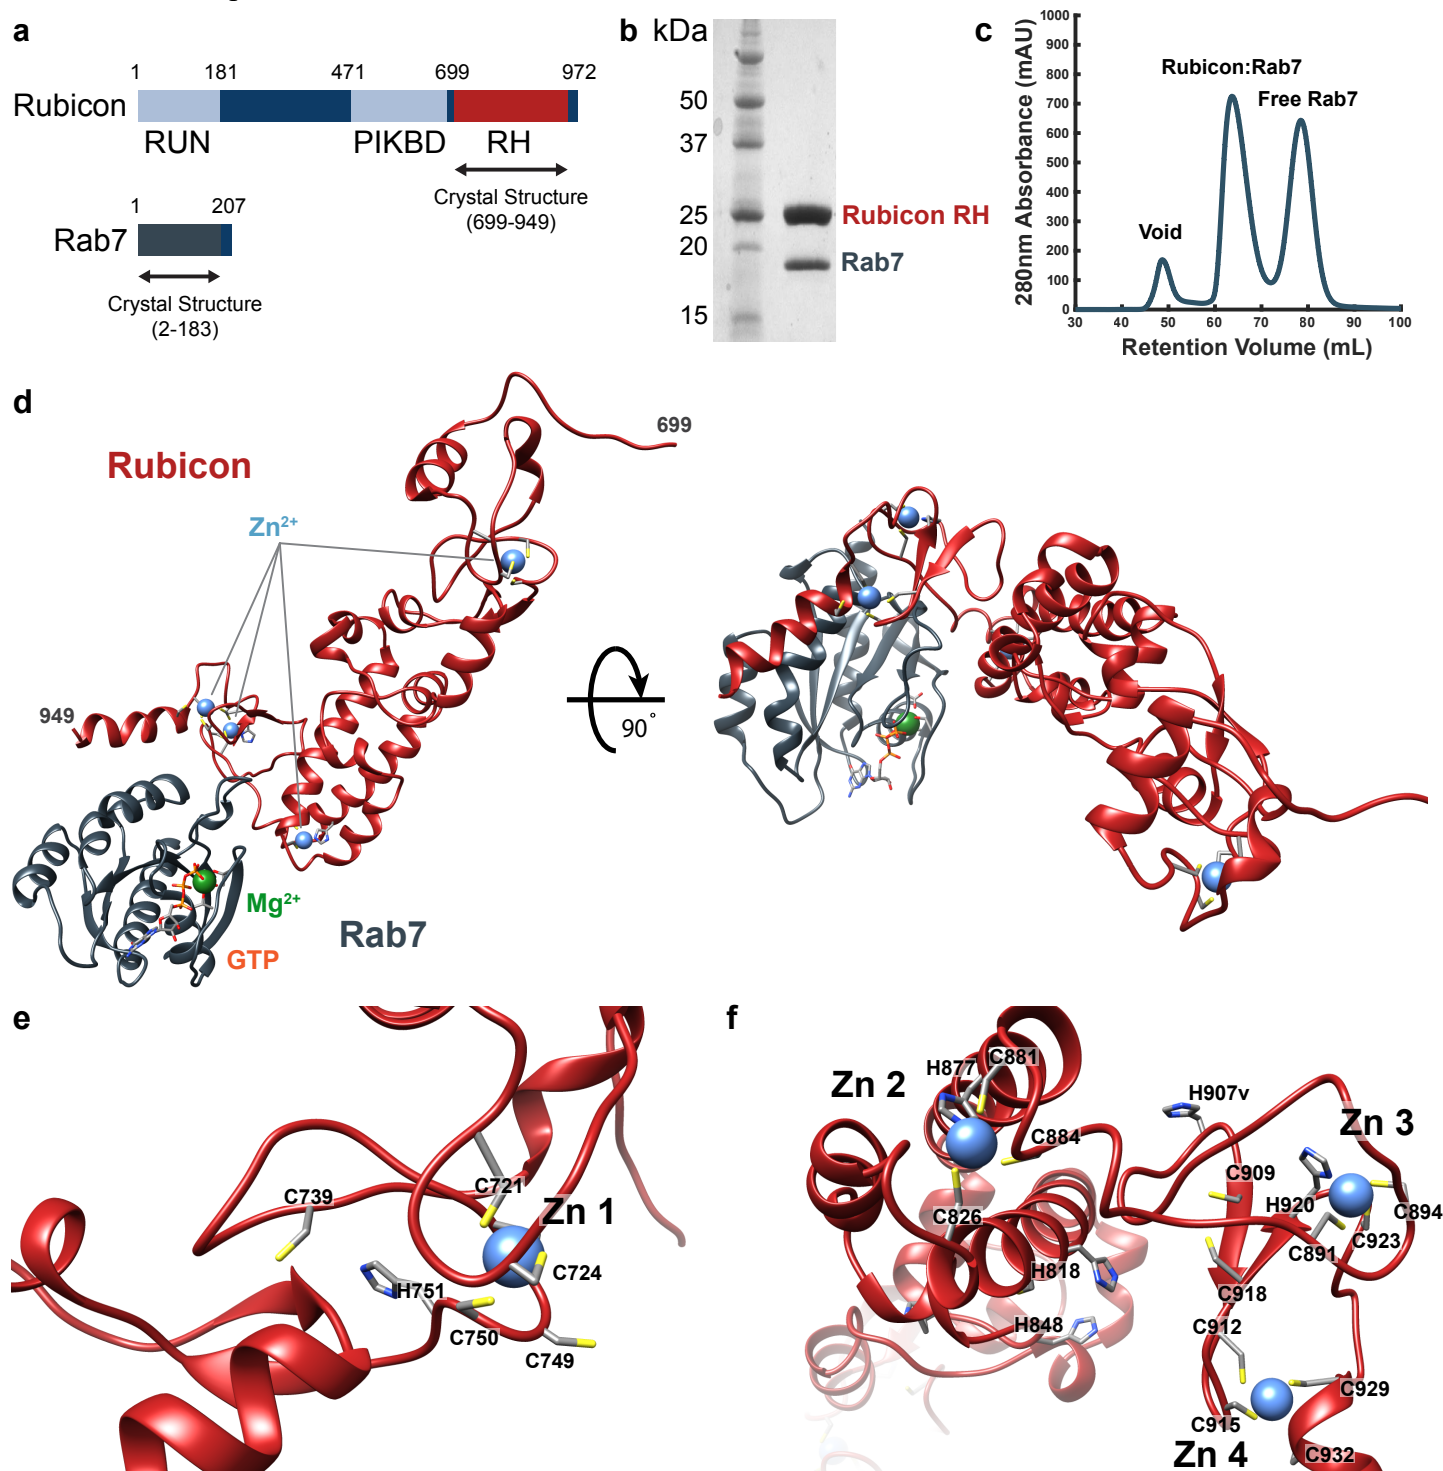 a
1 181 471 699 972
Rubicon
RUN PIKBD RH
Crystal Structure
(699-949)
1 207
Rab7
Crystal Structure
(2-183)
b kDa
50
37
25 Rubicon RH
20
Rab7
15
c
280nm Absorbance (mAU)
1000
900
800
700
600
500
400
300
200
100
0
Rubicon:Rab7
Free Rab7
Void
30 40 50 60 70 80 90 100
Retention Volume (mL)
d
699
Rubicon
Zn²⁺
949
Mg²⁺
Rab7
GTP
90°
e
C739
C721
Zn 1
C724
H751
C750
C749
f
Zn 2
H877
C881
C884
C826
H818
H848
H907v
Zn 3
C909
H920
C894
C923
C891
C918
C912
C929
C915
Zn 4
C932